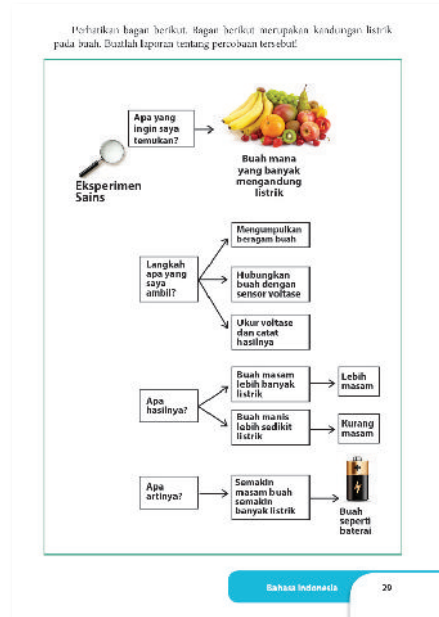 Perhatikan bagan berikut. Bagan berikut merupakan kandungan listrik
pada buah. Buatlah laporan tentang percobaan tersebut!
Apa yang
ingin saya
temukan?
Eksperimen
Sains
Buah mana
yang banyak
mengandung
listrik
Langkah
apa yang
saya
ambil?
Mengumpulkan
beragam buah
Hubungkan
buah dengan
sensor voltase
Ukur voltase
dan catat
hasilnya
Apa
hasilnya?
Buah masam
lebih banyak
listrik
Lebih
masam
Buah manis
lebih sedikit
listrik
Kurang
masam
Apa
artinya?
Semakin
masam buah
semakin
banyak listrik
Buah
seperti
baterai
Bahasa Indonesia
29